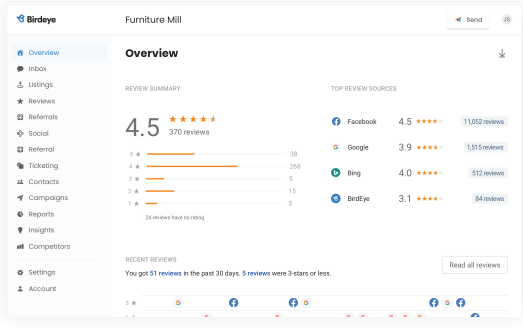 Birdeye
Furniture Mill
Send
JS
Overview
Inbox
Listings
Reviews
Referrals
Social
Referral
Ticketing
Contacts
Campaigns
Reports
Insights
Competitors
Settings
Account
Overview
REVIEW SUMMARY
4.5
370 reviews
5 ★ 38
4 ★ 268
3 ★ 5
2 ★ 15
1 ★ 3
24 reviews have no rating
TOP REVIEW SOURCES
Facebook 4.5 11,052 reviews
Google 3.9 1,515 reviews
Bing 4.0 512 reviews
BirdEye 3.1 84 reviews
RECENT REVIEWS
You got 51 reviews in the past 30 days. 5 reviews were 3-stars or less.
Read all reviews
5 ★